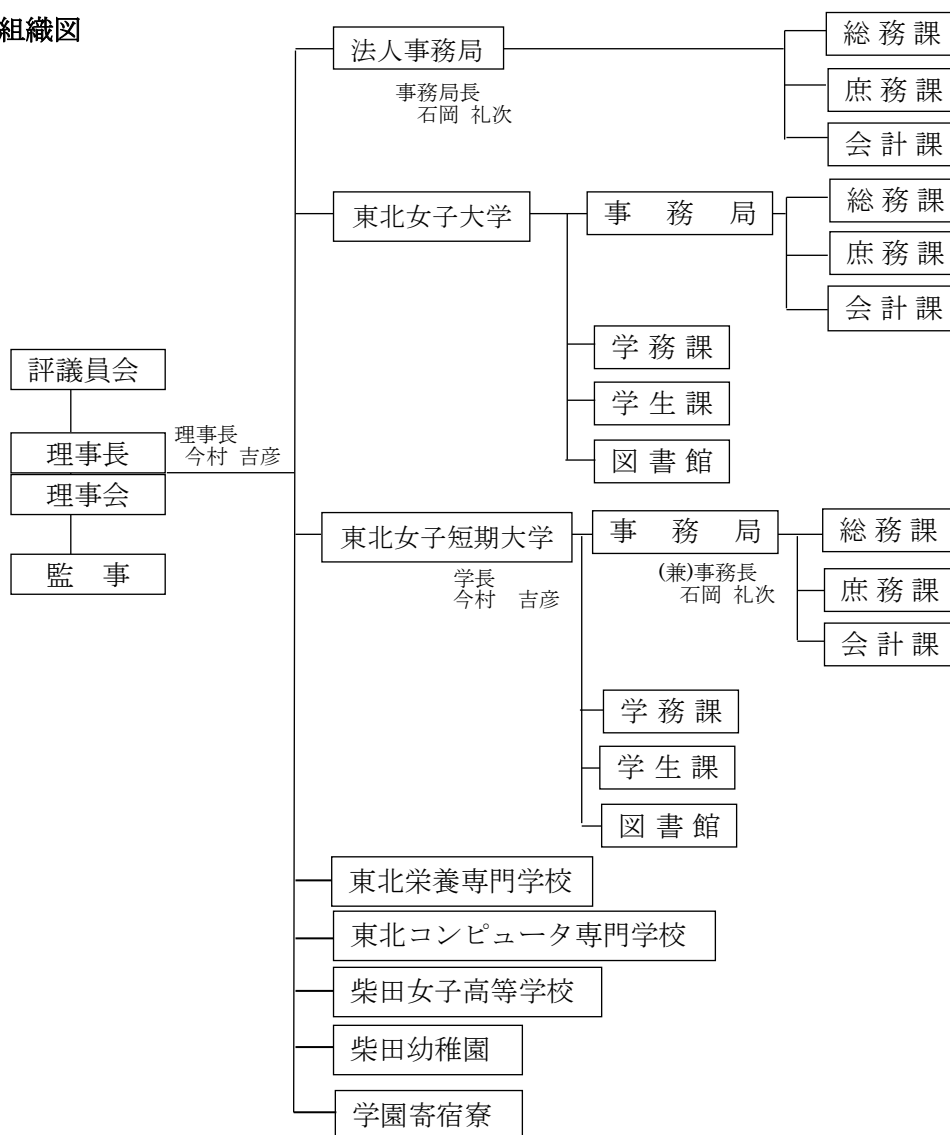 組織図
法人事務局
事務局長
石岡 礼次
総務課
庶務課
会計課
東北女子大学
事務局
総務課
庶務課
会計課
学務課
学生課
図書館
評議員会
理事長
理事会
監事
理事長
今村 吉彦
東北女子短期大学
学長
今村 吉彦
事務局
(兼)事務長
石岡 礼次
総務課
庶務課
会計課
学務課
学生課
図書館
東北栄養専門学校
東北コンピュータ専門学校
柴田女子高等学校
柴田幼稚園
学園寄宿寮